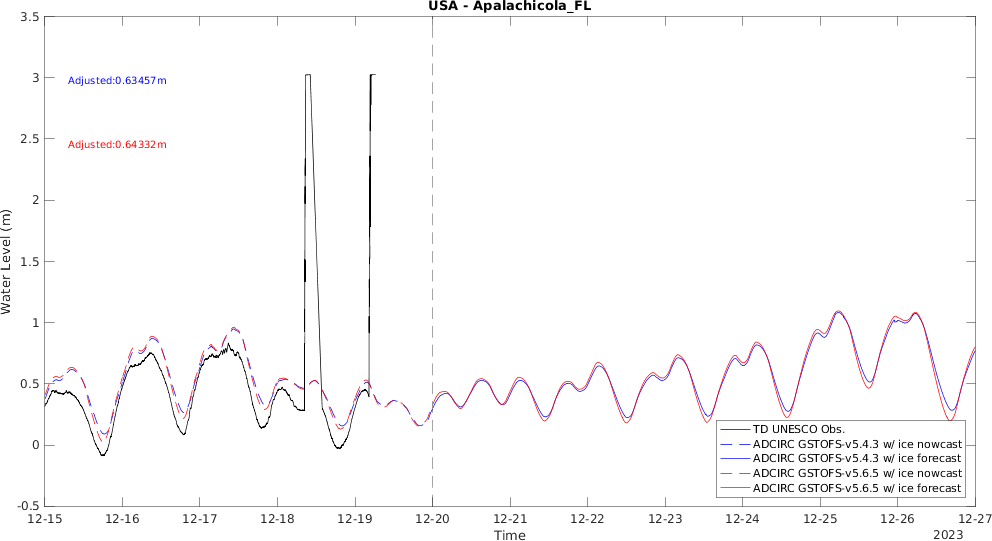 USA - Apalachicola_FL
3.5
3
2.5
2
1.5
1
0.5
0
-0.5
Water Level (m)
Adjusted:0.63457m
Adjusted:0.64332m
TD UNESCO Obs.
ADCIRC GSTOFS-v5.4.3 w/ ice nowcast
ADCIRC GSTOFS-v5.4.3 w/ ice forecast
ADCIRC GSTOFS-v5.6.5 w/ ice nowcast
ADCIRC GSTOFS-v5.6.5 w/ ice forecast
12-15 12-16 12-17 12-18 12-19 12-20 12-21 12-22 12-23 12-24 12-25 12-26 12-27
Time
2023